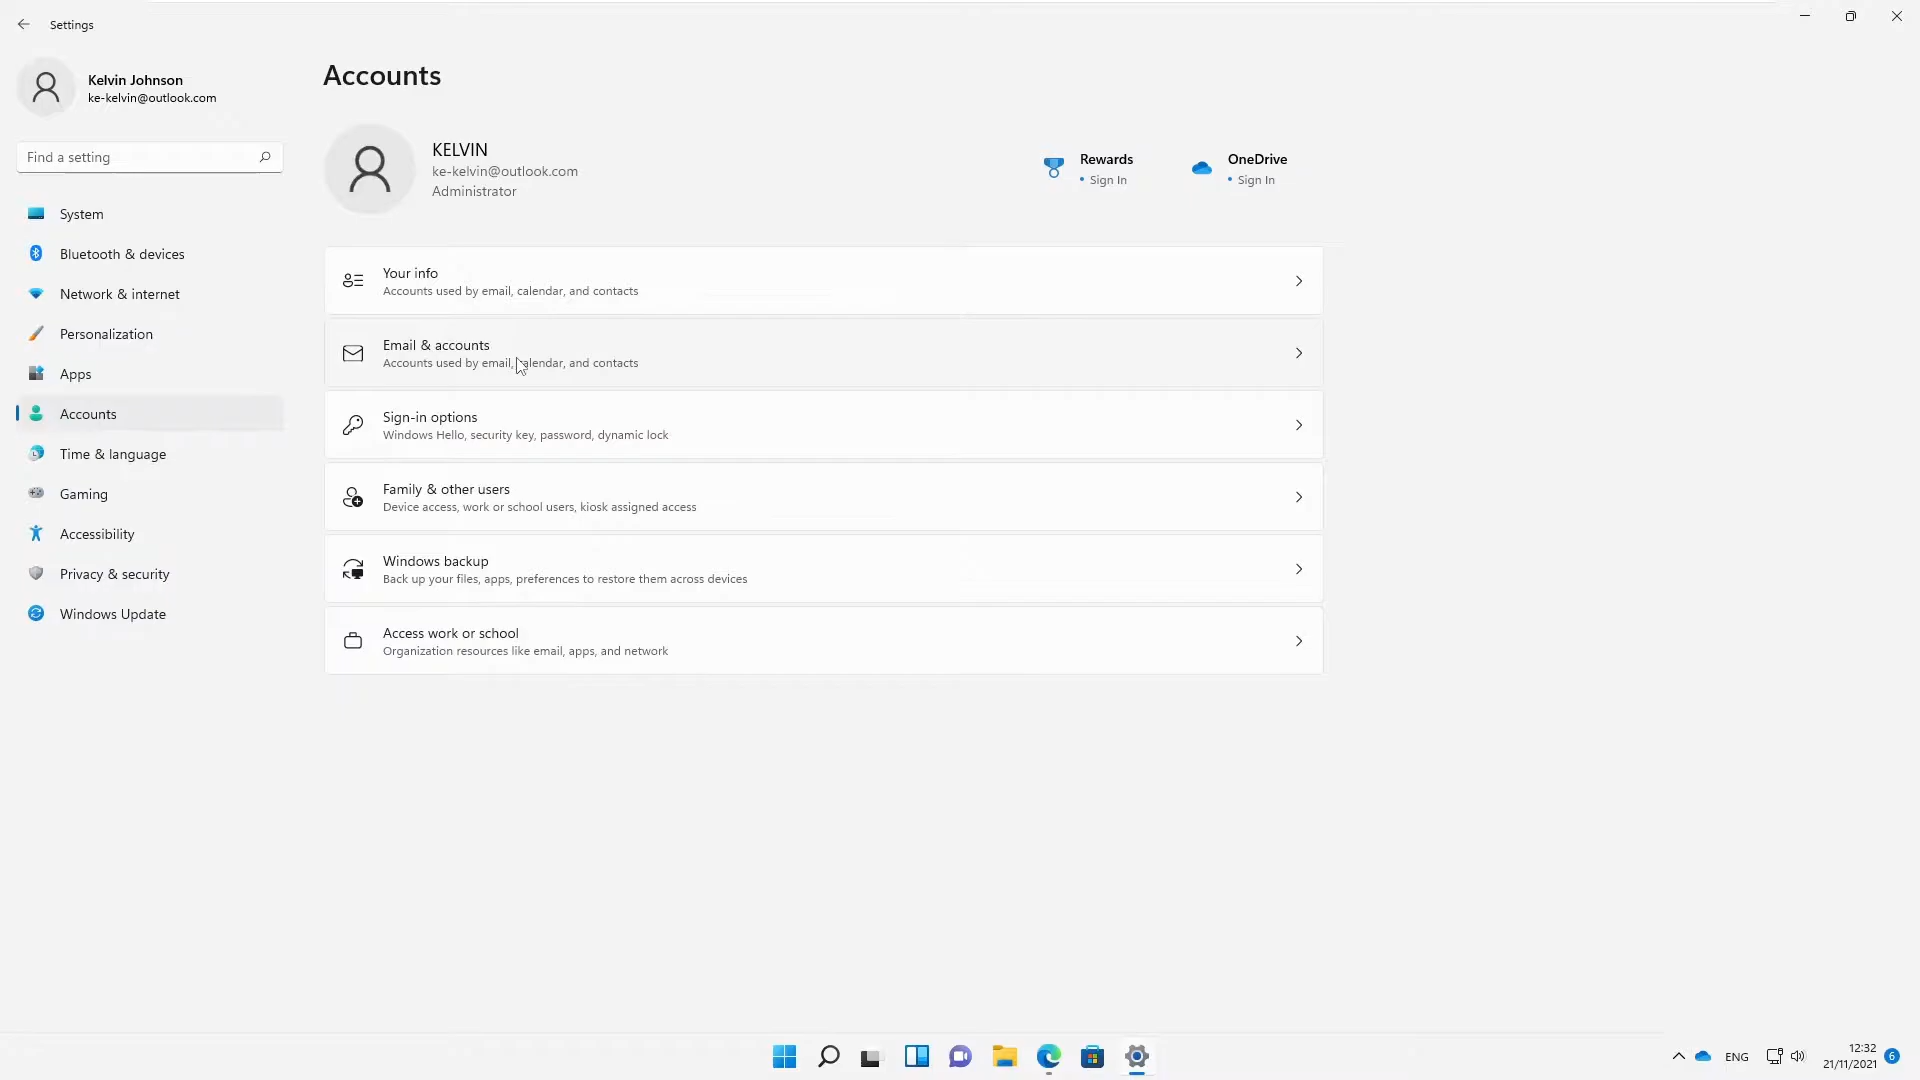 Settings
Kelvin Johnson
ke-kelvin@outlook.com
Find a setting
System
Bluetooth & devices
Network & internet
Personalization
Apps
Accounts
Time & language
Gaming
Accessibility
Privacy & security
Windows Update
Accounts
KELVIN
ke-kelvin@outlook.com
Administrator
Rewards
• Sign In
OneDrive
• Sign In
Your info
Accounts used by email, calendar, and contacts
Email & accounts
Accounts used by email, calendar, and contacts
Sign-in options
Windows Hello, security key, password, dynamic lock
Family & other users
Device access, work or school users, kiosk assigned access
Windows backup
Back up your files, apps, preferences to restore them across devices
Access work or school
Organization resources like email, apps, and network
ENG
12:32
21/11/2021
6